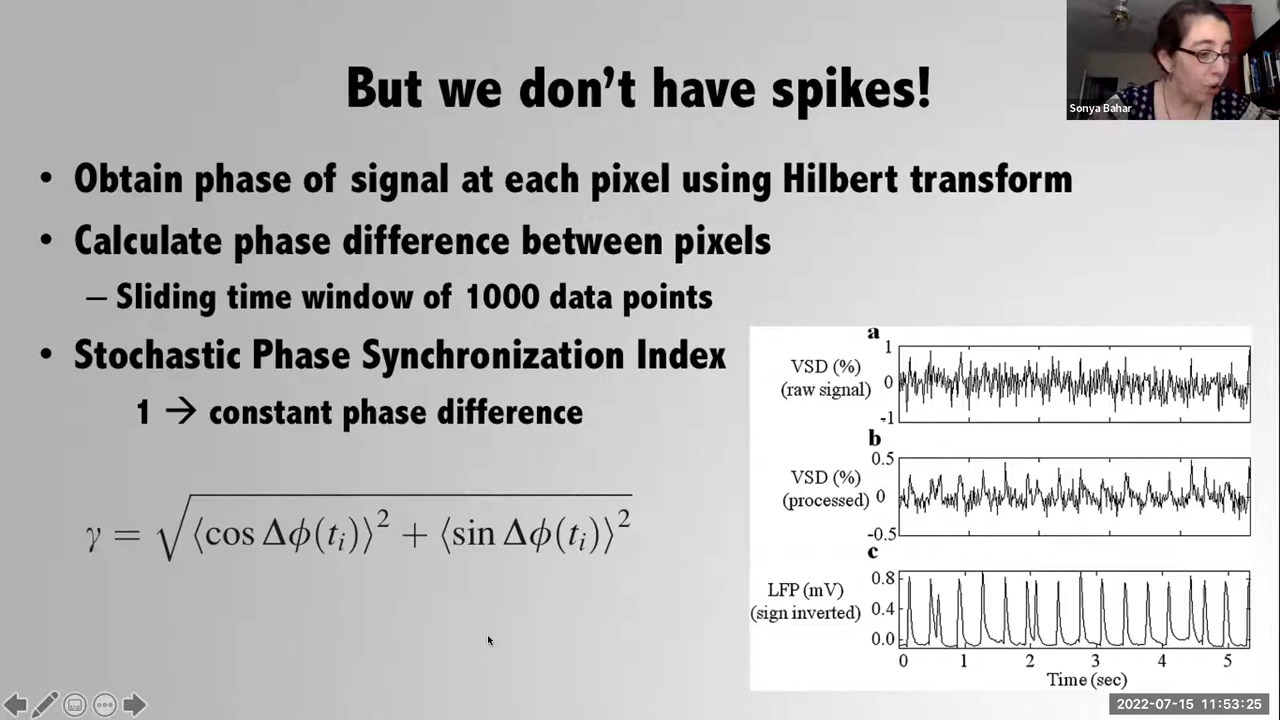 But we don't have spikes!
Sonya Bahar
• Obtain phase of signal at each pixel using Hilbert transform
• Calculate phase difference between pixels
– Sliding time window of 1000 data points
• Stochastic Phase Synchronization Index
1 → constant phase difference
γ = √⟨cos Δϕ(tᵢ)⟩² + ⟨sin Δϕ(tᵢ)⟩²
a
VSD (%)
(raw signal)
1
0
-1
b
VSD (%)
(processed)
0.5
0
-0.5
c
LFP (mV)
(sign inverted)
0.8
0.4
0.0
0 1 2 3 4 5
Time (sec)
2022-07-15 11:53:25